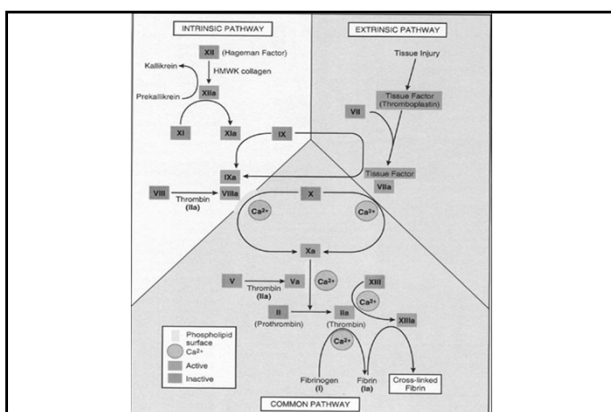 INTRINSIC PATHWAY
EXTRINSIC PATHWAY
XII (Hageman Factor)
Tissue Injury
Kallikrein
HMWK collagen
XIIa
Prekallikrein
Tissue Factor
(Thromboplastin)
VII
XI
XIa
IX
IXa
Tissue Factor
VIIa
VIII
VIIIa
Thrombin
(IIa)
X
Ca2+
Ca2+
Xa
V
Va
Ca2+
XIII
Thrombin
(IIa)
Ca2+
II
IIa
XIIIa
(Prothrombin)
(Thrombin)
Phospholipid
surface
Ca2+
Ca2+
Active
Inactive
Fibrinogen
(I)
Fibrin
(Ia)
Cross-linked
Fibrin
COMMON PATHWAY